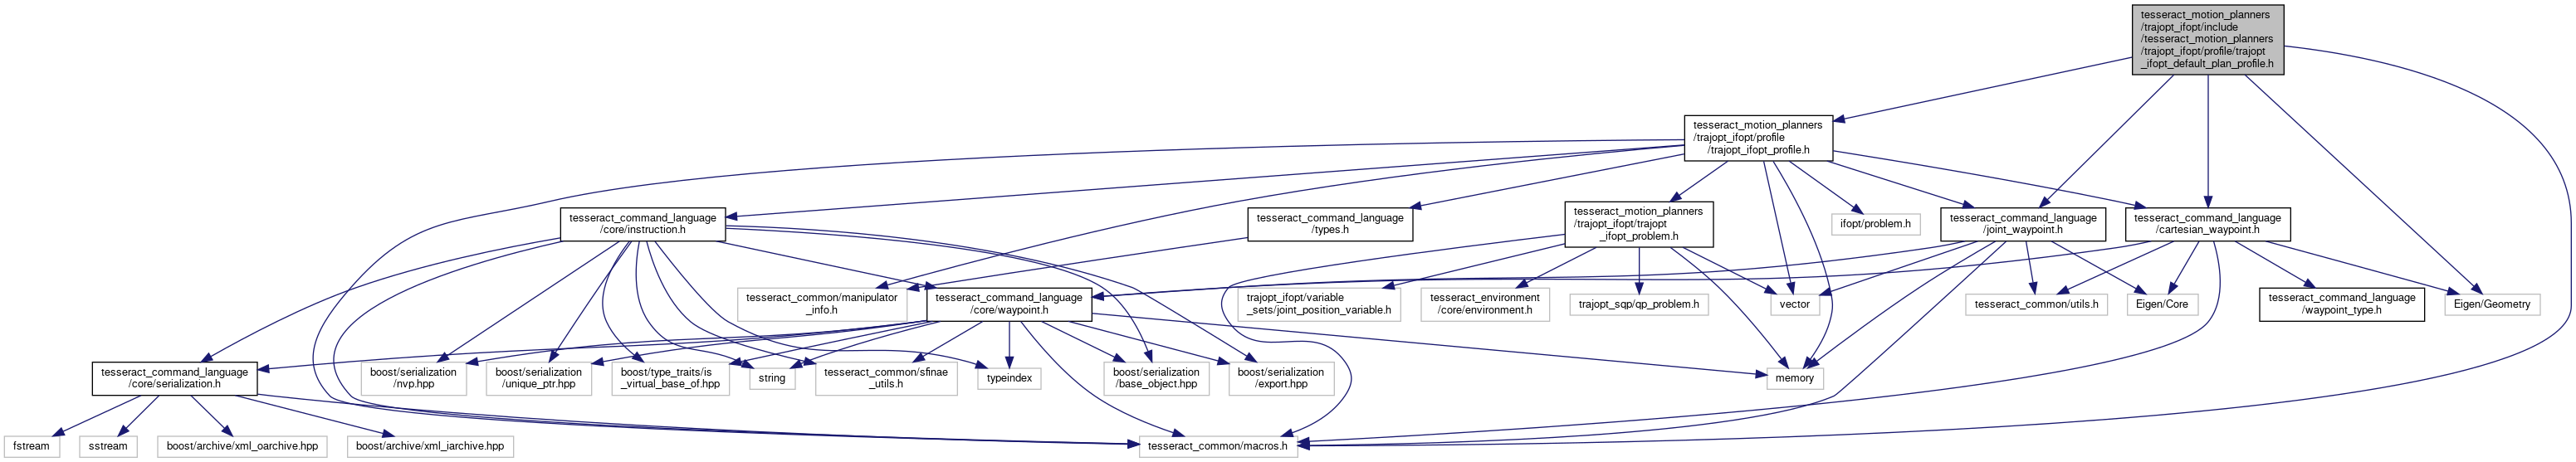 tesseract_motion_planners
/trajopt_ifopt/include
/tesseract_motion_planners
/trajopt_ifopt/profile/trajopt
_ifopt_default_plan_profile.h
tesseract_motion_planners
/trajopt_ifopt/profile
/trajopt_ifopt_profile.h
tesseract_command_language
/core/instruction.h
tesseract_command_language
/types.h
tesseract_motion_planners
/trajopt_ifopt/trajopt
_ifopt_problem.h
ifopt/problem.h
tesseract_command_language
/joint_waypoint.h
tesseract_command_language
/cartesian_waypoint.h
tesseract_common/manipulator
_info.h
tesseract_command_language
/core/waypoint.h
trajopt_ifopt/variable
_sets/joint_position_variable.h
tesseract_environment
/core/environment.h
trajopt_sqp/qp_problem.h
vector
tesseract_common/utils.h
Eigen/Core
tesseract_command_language
/waypoint_type.h
Eigen/Geometry
tesseract_command_language
/core/serialization.h
boost/serialization
/nvp.hpp
boost/serialization
/unique_ptr.hpp
boost/type_traits/is
_virtual_base_of.hpp
string
tesseract_common/sfinae
_utils.h
typeindex
boost/serialization
/base_object.hpp
boost/serialization
/export.hpp
memory
fstream
sstream
boost/archive/xml_oarchive.hpp
boost/archive/xml_iarchive.hpp
tesseract_common/macros.h